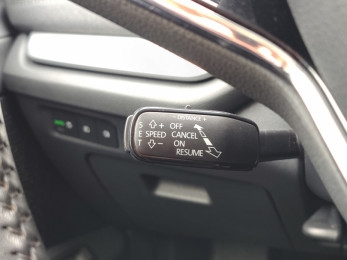 DISTANCE +
S + OFF
E SPEED CANCEL
T - ON
RESUME